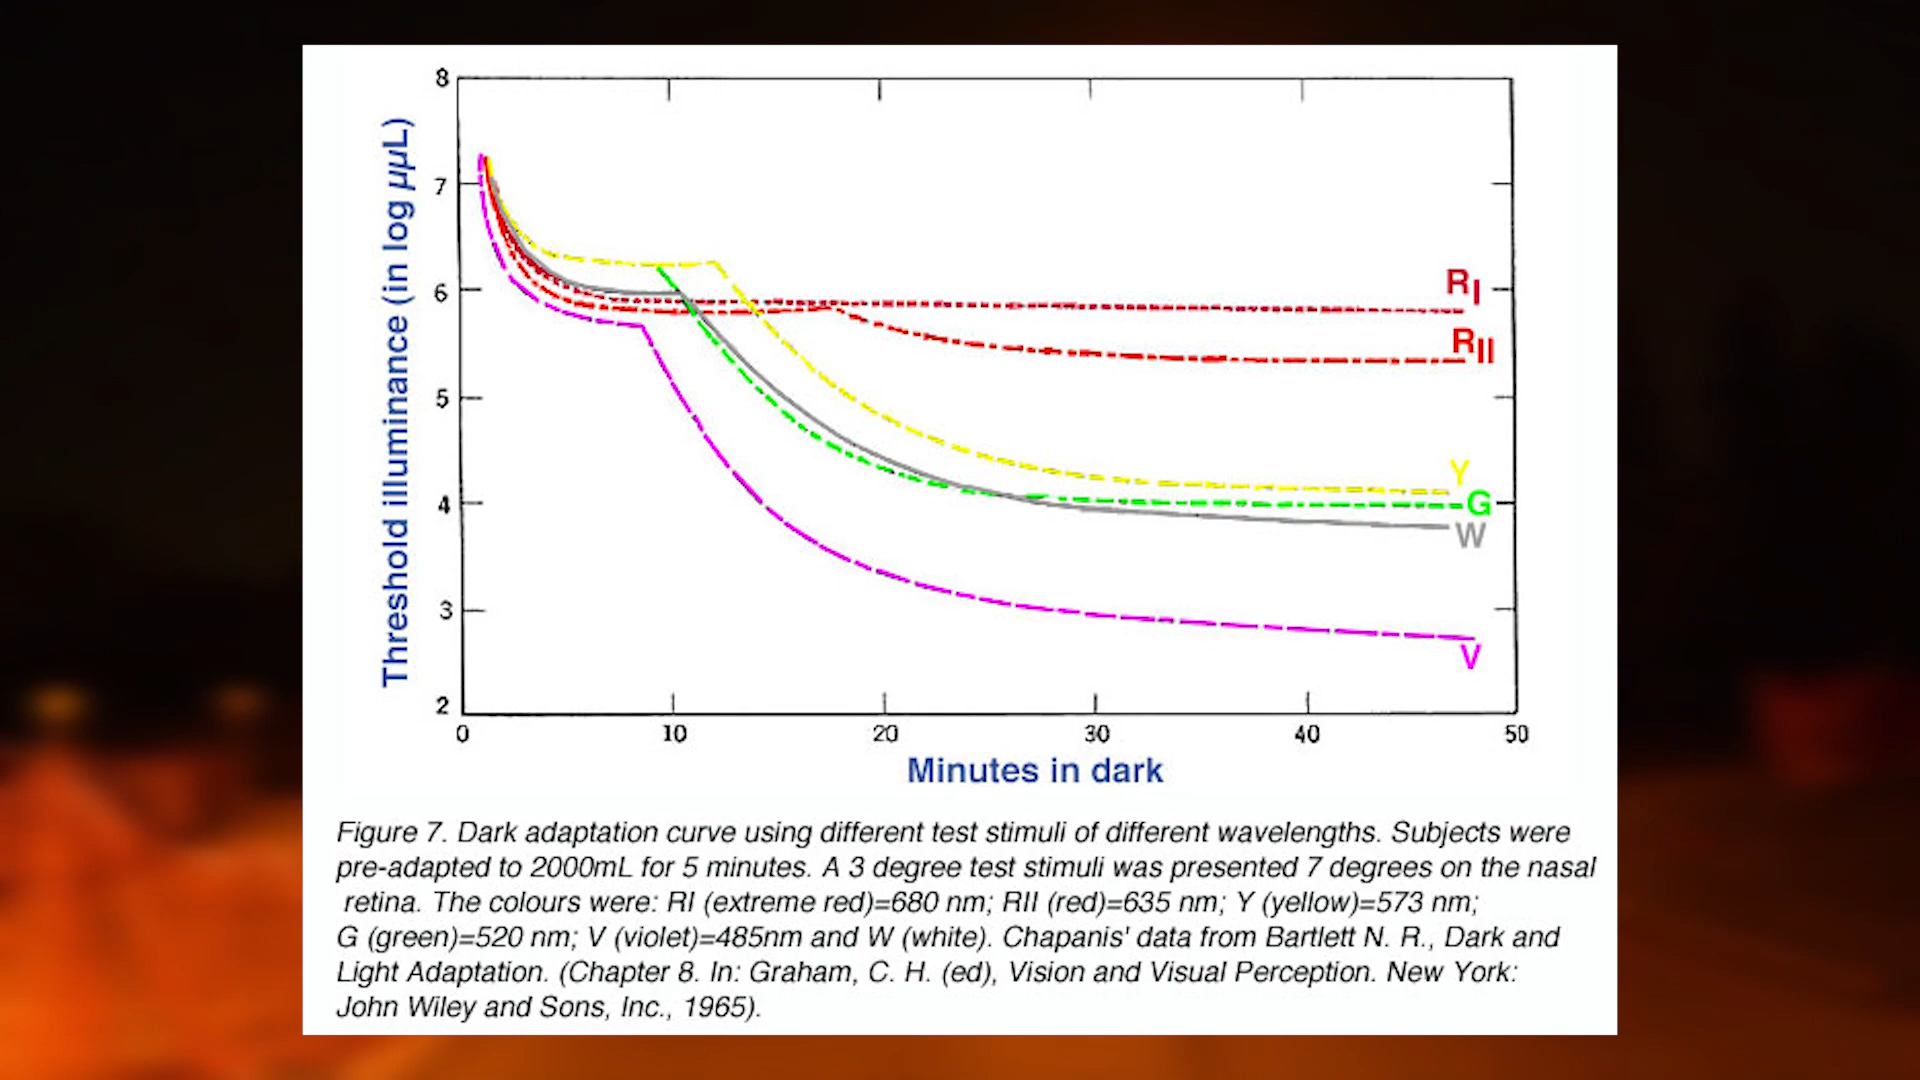 8
7
6
5
4
3
2
Threshold illuminance (in log µµL)
RI
RII
Y
G
W
V
0 10 20 30 40 50
Minutes in dark
Figure 7. Dark adaptation curve using different test stimuli of different wavelengths. Subjects were
pre-adapted to 2000mL for 5 minutes. A 3 degree test stimuli was presented 7 degrees on the nasal
retina. The colours were: RI (extreme red)=680 nm; RII (red)=635 nm; Y (yellow)=573 nm;
G (green)=520 nm; V (violet)=485nm and W (white). Chapanis' data from Bartlett N. R., Dark and
Light Adaptation. (Chapter 8. In: Graham, C. H. (ed), Vision and Visual Perception. New York:
John Wiley and Sons, Inc., 1965).